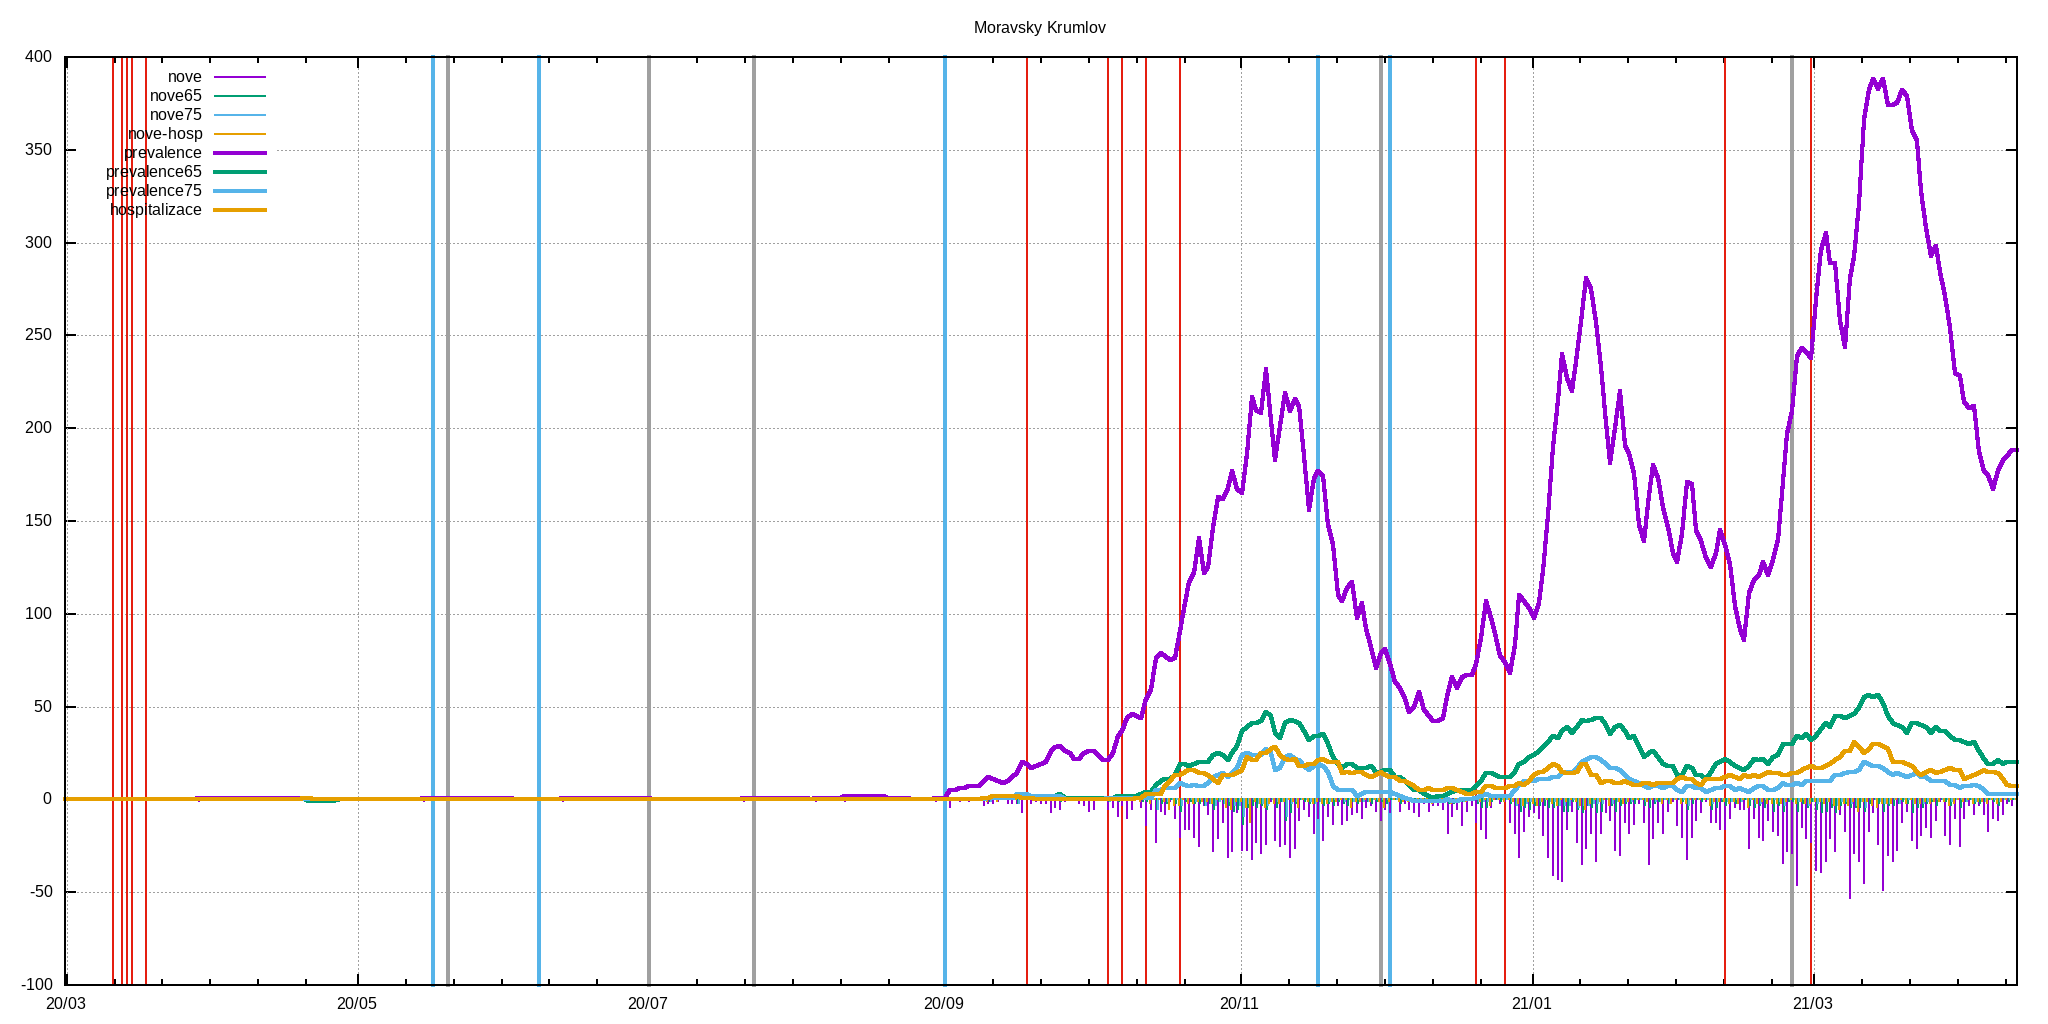 Moravsky Krumlov
400
350
300
250
200
150
100
50
0
-50
-100
nove
nove65
nove75
nove-hosp
prevalence
prevalence65
prevalence75
hospitalizace
20/03 20/05 20/07 20/09 20/11 21/01 21/03